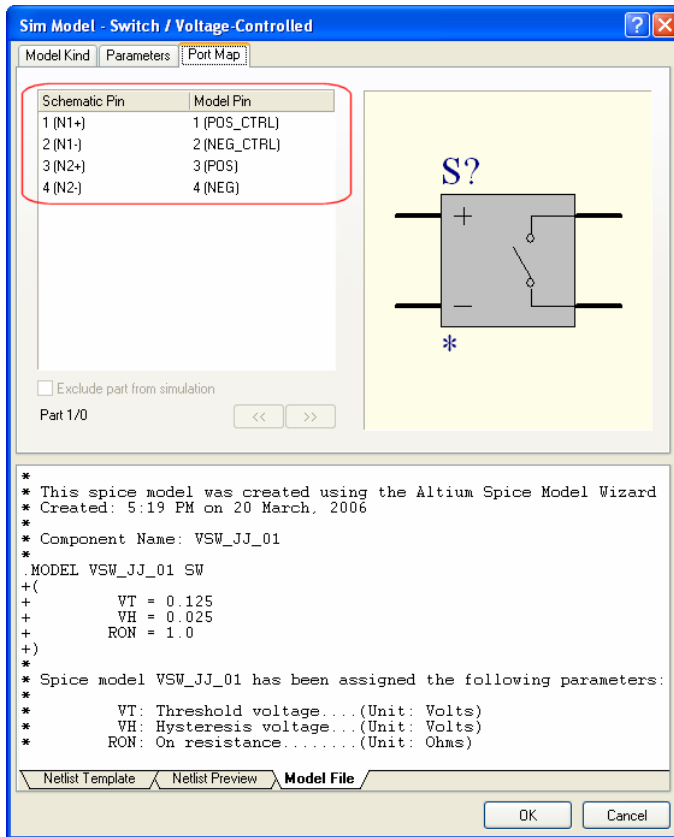 Sim Model - Switch / Voltage-Controlled
Model Kind Parameters Port Map
Schematic Pin Model Pin
1 (N1+) 1 (POS_CTRL)
2 (N1-) 2 (NEG_CTRL)
3 (N2+) 3 (POS)
4 (N2-) 4 (NEG)
S?
+
-
*
Exclude part from simulation
Part 1/0 << >>
*
* This spice model was created using the Altium Spice Model Wizard
* Created: 5:19 PM on 20 March, 2006
*
* Component Name: VSW_JJ_01
*
.MODEL VSW_JJ_01 SW
+(
+ VT = 0.125
+ VH = 0.025
+ RON = 1.0
+)
*
* Spice model VSW_JJ_01 has been assigned the following parameters:
*
* VT: Threshold voltage....(Unit: Volts)
* VH: Hysteresis voltage...(Unit: Volts)
* RON: On resistance........(Unit: Ohms)
Netlist Template Netlist Preview Model File
OK Cancel